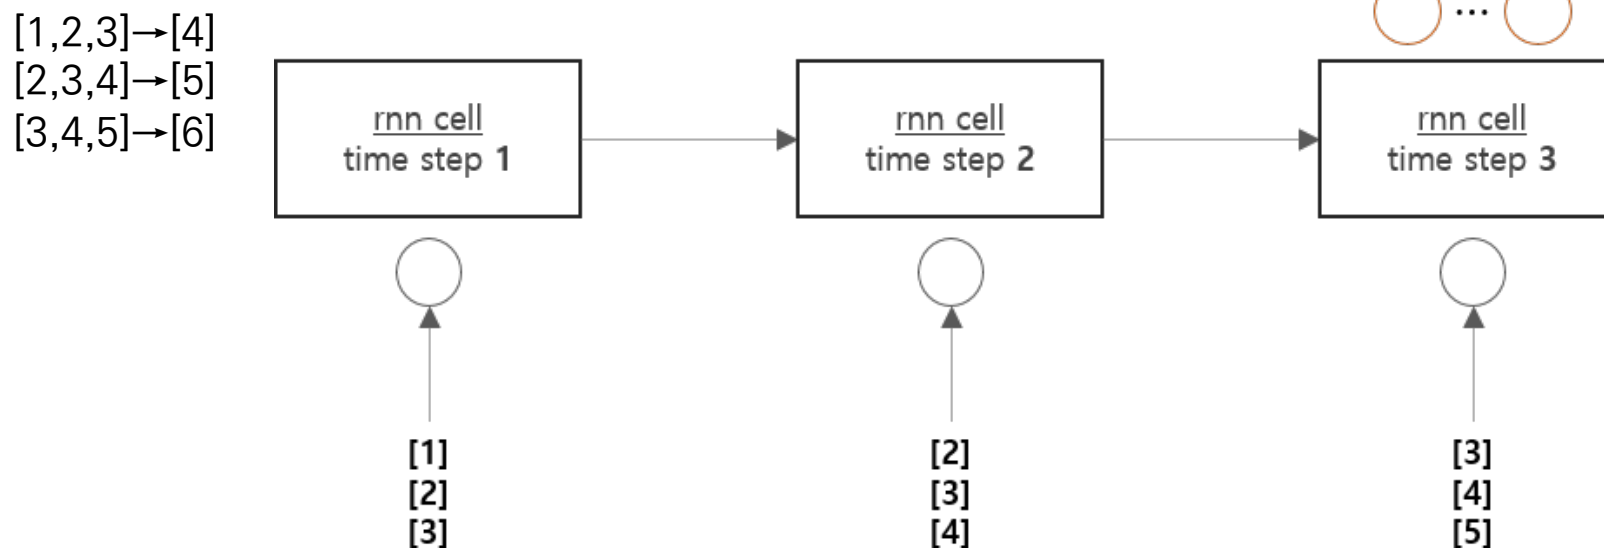 [1,2,3]→[4]
[2,3,4]→[5]
[3,4,5]→[6]
...
rnn cell
time step 1
rnn cell
time step 2
rnn cell
time step 3
[1]
[2]
[3]
[2]
[3]
[4]
[3]
[4]
[5]